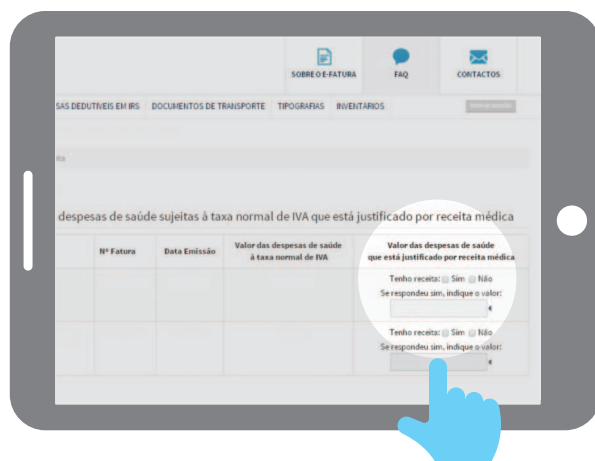 SOBRE O E-FATURA FAQ CONTACTOS
SAS DEDUTIVEIS EM IRS DOCUMENTOS DE TRANSPORTE TIPOGRAFIAS INVENTÁRIOS
ita
despesas de saúde sujeitas à taxa normal de IVA que está justificado por receita médica
Nº Fatura
Data Emissão
Valor das despesas de saúde
à taxa normal de IVA
Valor das despesas de saúde
que está justificado por receita médica
Tenho receita: Sim Não
Se respondeu sim, indique o valor:
Tenho receita: Sim Não
Se respondeu sim, indique o valor: